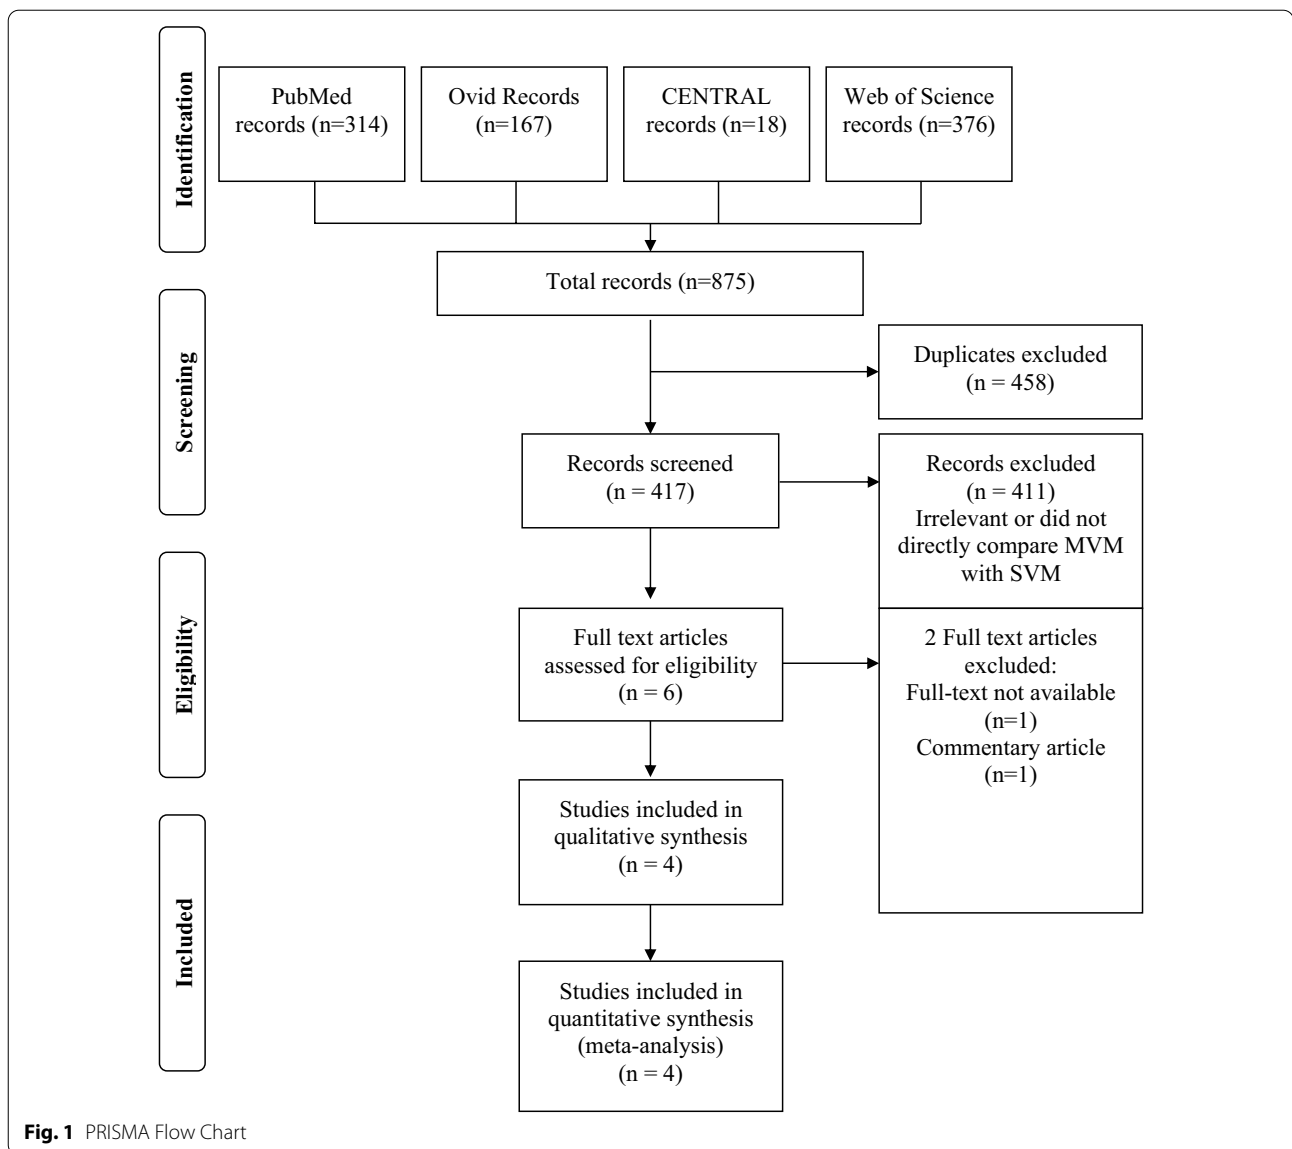 Identification
PubMed
records (n=314)
Ovid Records
(n=167)
CENTRAL
records (n=18)
Web of Science
records (n=376)
Total records (n=875)
Screening
Duplicates excluded
(n = 458)
Records screened
(n = 417)
Records excluded
(n = 411)
Irrelevant or did not
directly compare MVM
with SVM
Eligibility
Full text articles
assessed for eligibility
(n = 6)
2 Full text articles
excluded:
Full-text not available
(n=1)
Commentary article
(n=1)
Studies included in
qualitative synthesis
(n = 4)
Included
Studies included in
quantitative synthesis
(meta-analysis)
(n = 4)
Fig. 1 PRISMA Flow Chart